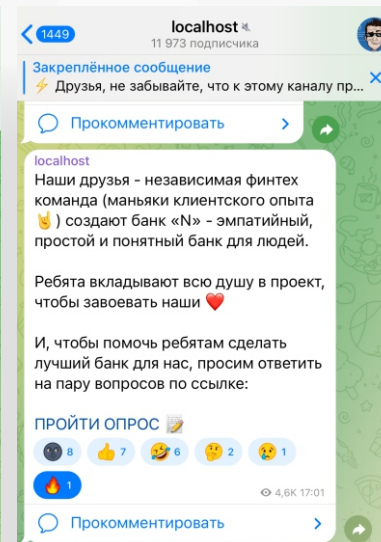 1449
localhost
11 973 подписчика
Закреплённое сообщение
⚡ Друзья, не забывайте, что к этому каналу пр...
Прокомментировать
localhost
Наши друзья - независимая финтех
команда (маньяки клиентского опыта
🤘) создают банк «N» - эмпатийный,
простой и понятный банк для людей.
Ребята вкладывают всю душу в проект,
чтобы завоевать наши ❤️
И, чтобы помочь ребятам сделать
лучший банк для нас, просим ответить
на пару вопросов по ссылке:
ПРОЙТИ ОПРОС 📝
🌚 8 👍 7 🤣 6 🤔 2 😢 1
🔥 1
4,6K 17:01
Прокомментировать